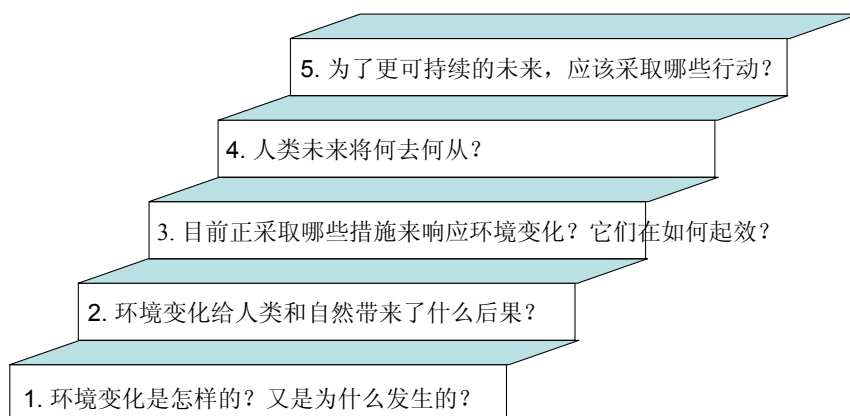 5. 为了更可持续的未来，应该采取哪些行动？
4. 人类未来将何去何从？
3. 目前正采取哪些措施来响应环境变化？它们在如何起效？
2. 环境变化给人类和自然带来了什么后果？
1. 环境变化是怎样的？又是为什么发生的？